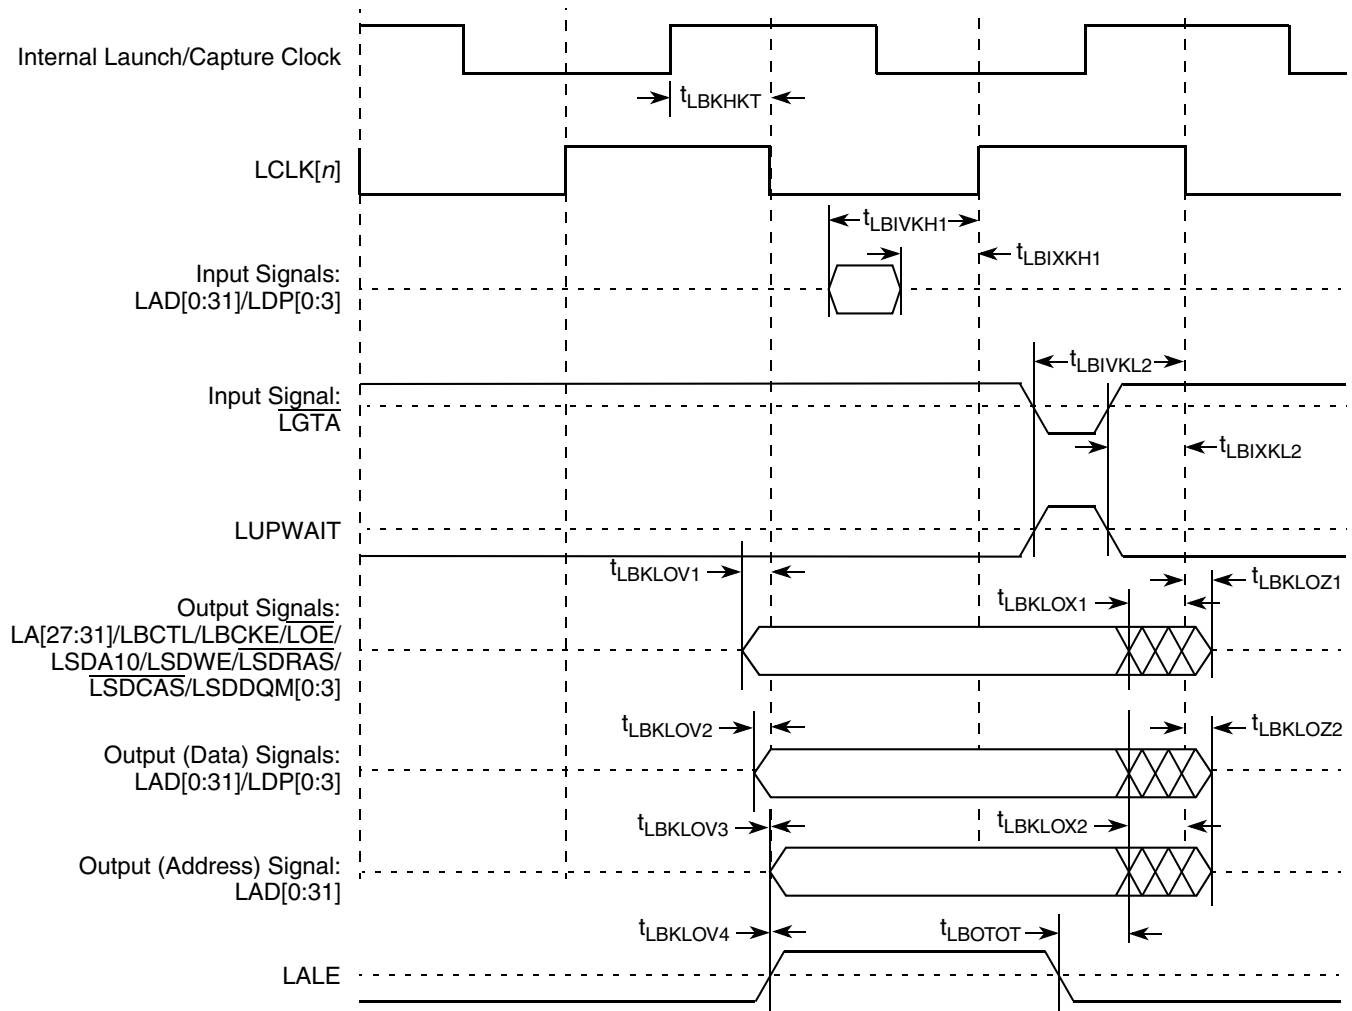 Internal Launch/Capture Clock
tLBKHKT
LCLK[n]
tLBIVKH1
tLBIXKH1
Input Signals:
LAD[0:31]/LDP[0:3]
tLBIVKL2
Input Signal:
LGTA
tLBIXKL2
LUPWAIT
tLBKLOV1
tLBKLOZ1
tLBKLOX1
Output Signals:
LA[27:31]/LBCTL/LBCKE/LOE/
LSDA10/LSDWE/LSDRAS/
LSDCAS/LSDDQM[0:3]
tLBKLOV2
tLBKLOZ2
Output (Data) Signals:
LAD[0:31]/LDP[0:3]
tLBKLOV3
tLBKLOX2
Output (Address) Signal:
LAD[0:31]
tLBKLOV4
tLBOTOT
LALE